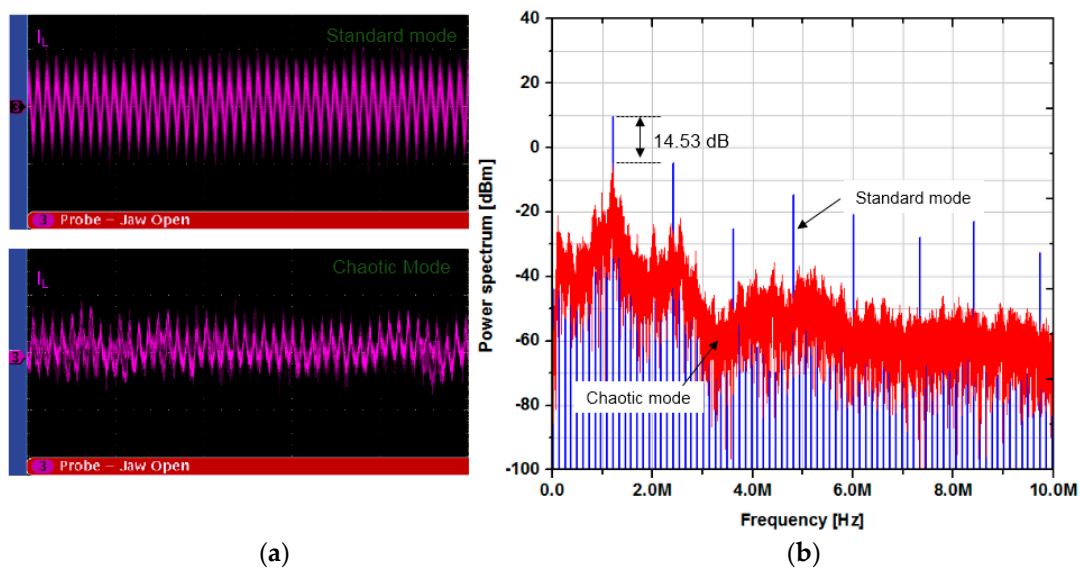 I_L
Standard mode
3
3 Probe – Jaw Open
I_L
Chaotic Mode
3
3 Probe – Jaw Open
(a)
Power spectrum [dBm]
40
20
0
-20
-40
-60
-80
-100
14.53 dB
Standard mode
Chaotic mode
0.0 2.0M 4.0M 6.0M 8.0M 10.0M
Frequency [Hz]
(b)